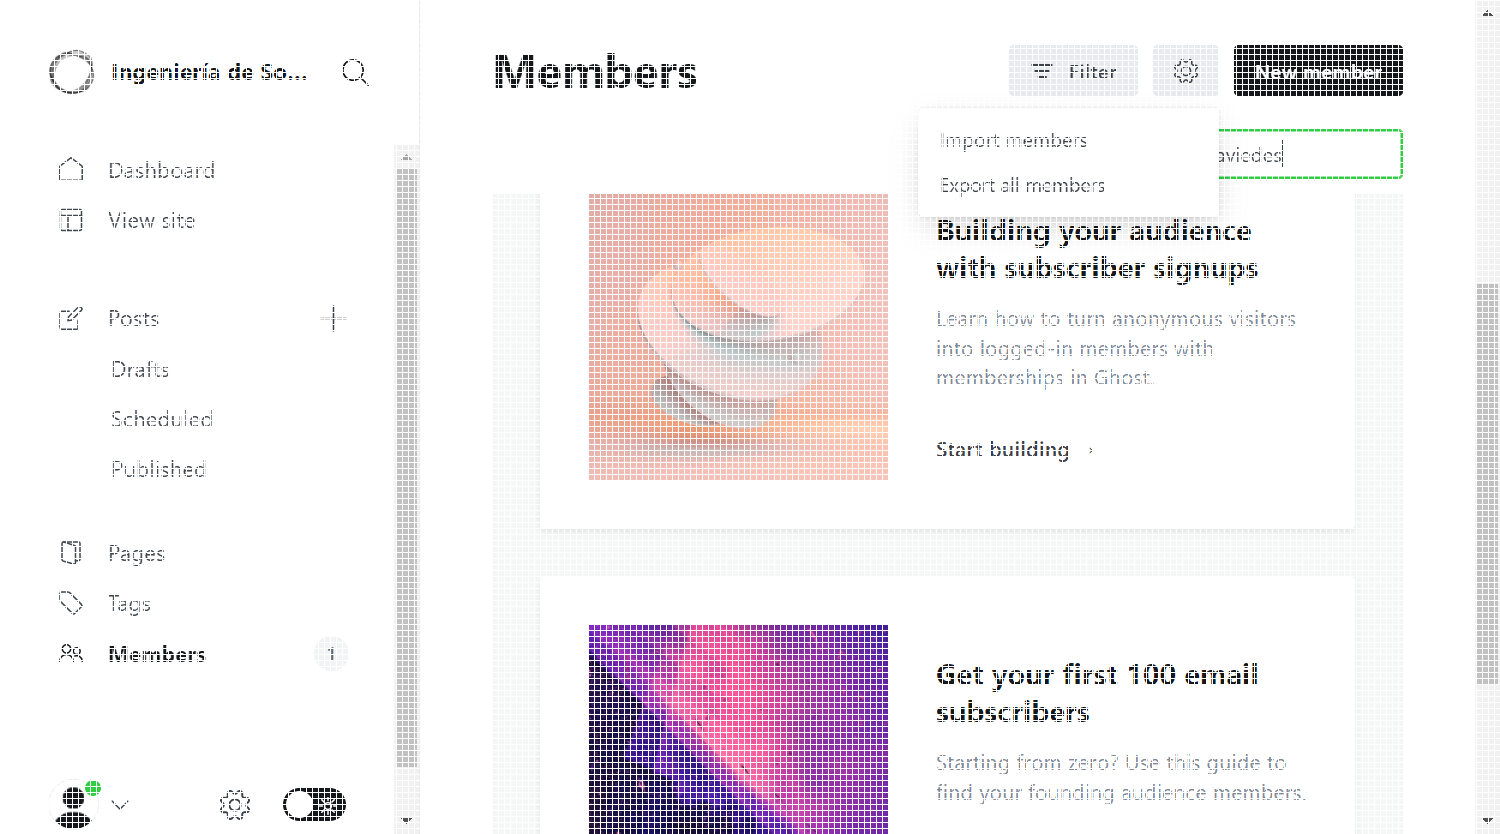 Ingeniería de So...
Dashboard
View site
Posts
Drafts
Scheduled
Published
Pages
Tags
Members
1
Members
Filter
New member
Import members
Export all members
aviedes
Building your audience
with subscriber signups
Learn how to turn anonymous visitors
into logged-in members with
memberships in Ghost.
Start building
Get your first 100 email
subscribers
Starting from zero? Use this guide to
find your founding audience members.